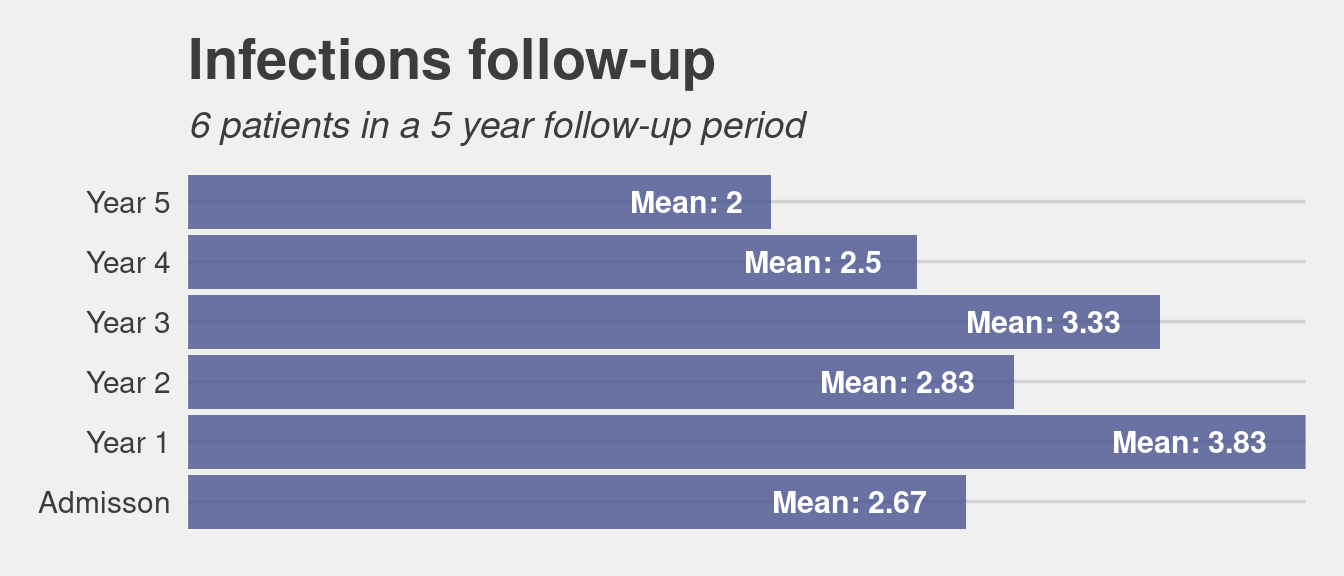 Infections follow-up
6 patients in a 5 year follow-up period
Year 5 Mean: 2
Year 4 Mean: 2.5
Year 3 Mean: 3.33
Year 2 Mean: 2.83
Year 1 Mean: 3.83
Admisson Mean: 2.67